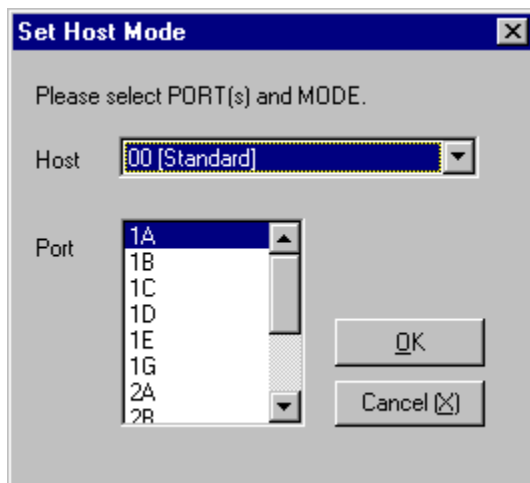 Set Host Mode
Please select PORT(s) and MODE.
Host
00 [Standard]
Port
1A
1B
1C
1D
1E
1G
2A
2B
OK
Cancel (X)